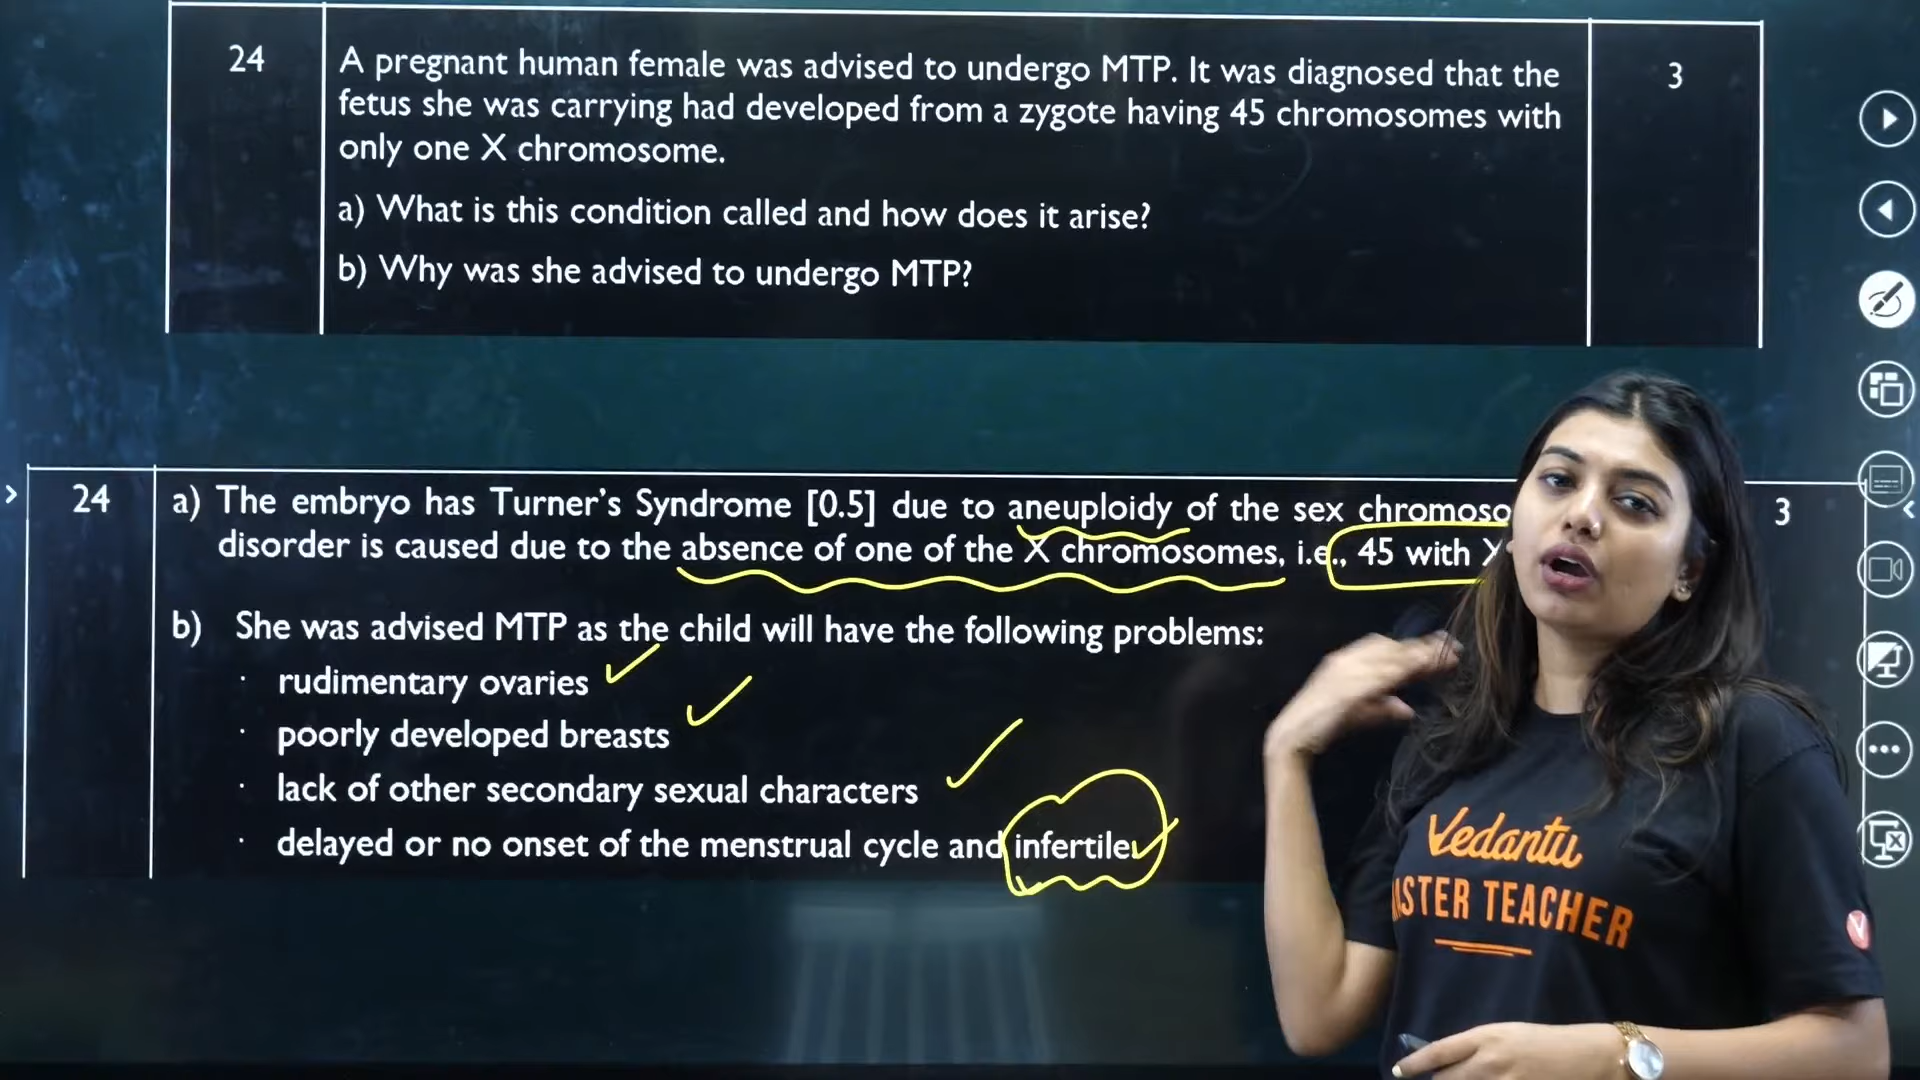 24
A pregnant human female was advised to undergo MTP. It was diagnosed that the
3
fetus she was carrying had developed from a zygote having 45 chromosomes with
only one X chromosome.
a) What is this condition called and how does it arise?
b) Why was she advised to undergo MTP?
24
a) The embryo has Turner's Syndrome [0.5] due to aneuploidy of the sex chromoso
3
disorder is caused due to the absence of one of the X chromosomes, i.e., 45 with X
b) She was advised MTP as the child will have the following problems:
· rudimentary ovaries
· poorly developed breasts
· lack of other secondary sexual characters
· delayed or no onset of the menstrual cycle and infertile
Vedantu
ASTER TEACHER